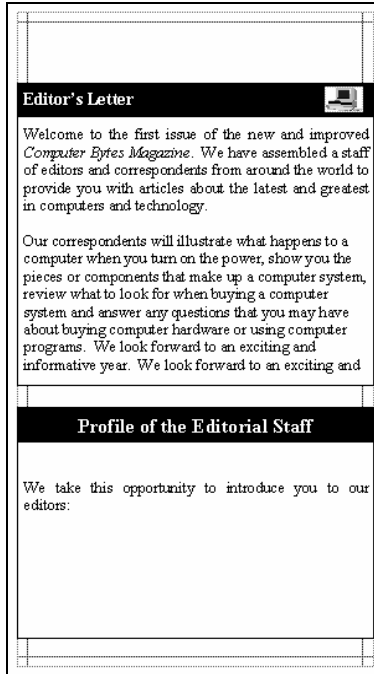 Editor's Letter
Welcome to the first issue of the new and improved
Computer Bytes Magazine. We have assembled a staff
of editors and correspondents from around the world to
provide you with articles about the latest and greatest
in computers and technology.
Our correspondents will illustrate what happens to a
computer when you turn on the power, show you the
pieces or components that make up a computer system,
review what to look for when buying a computer
system and answer any questions that you may have
about buying computer hardware or using computer
programs. We look forward to an exciting and
informative year. We look forward to an exciting and
Profile of the Editorial Staff
We take this opportunity to introduce you to our
editors: